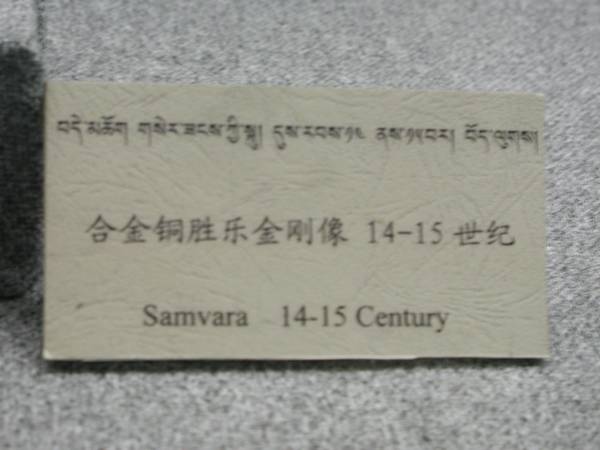 བདེ་མཆོག གསེར་ཟངས་ཀྱི་སྐུ། དུས་རབས་༡༤ ནས་༡༥བར། བོད་ལུགས།
合金铜胜乐金刚像 14-15 世纪
Samvara 14-15 Century